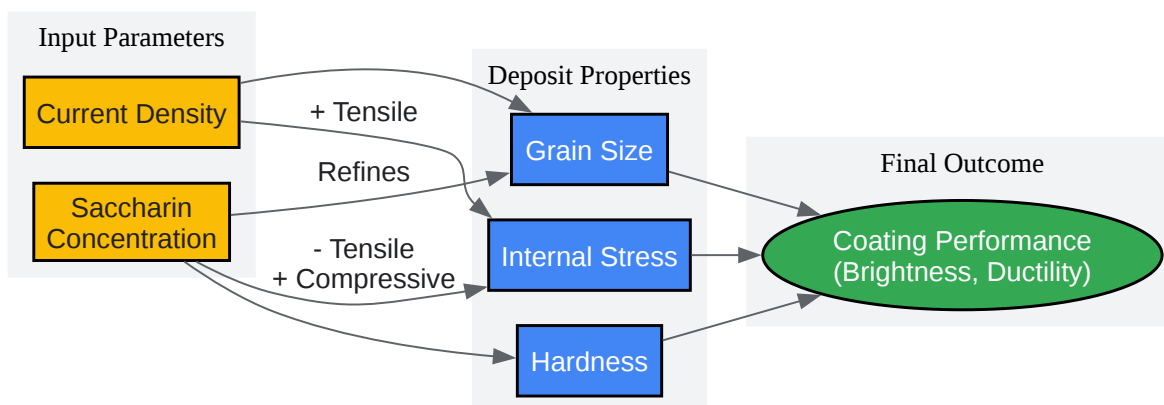 Input Parameters
Current Density
Saccharin
Concentration
+ Tensile
Refines
- Tensile
+ Compressive
Deposit Properties
Grain Size
Internal Stress
Hardness
Final Outcome
Coating Performance
(Brightness, Ductility)